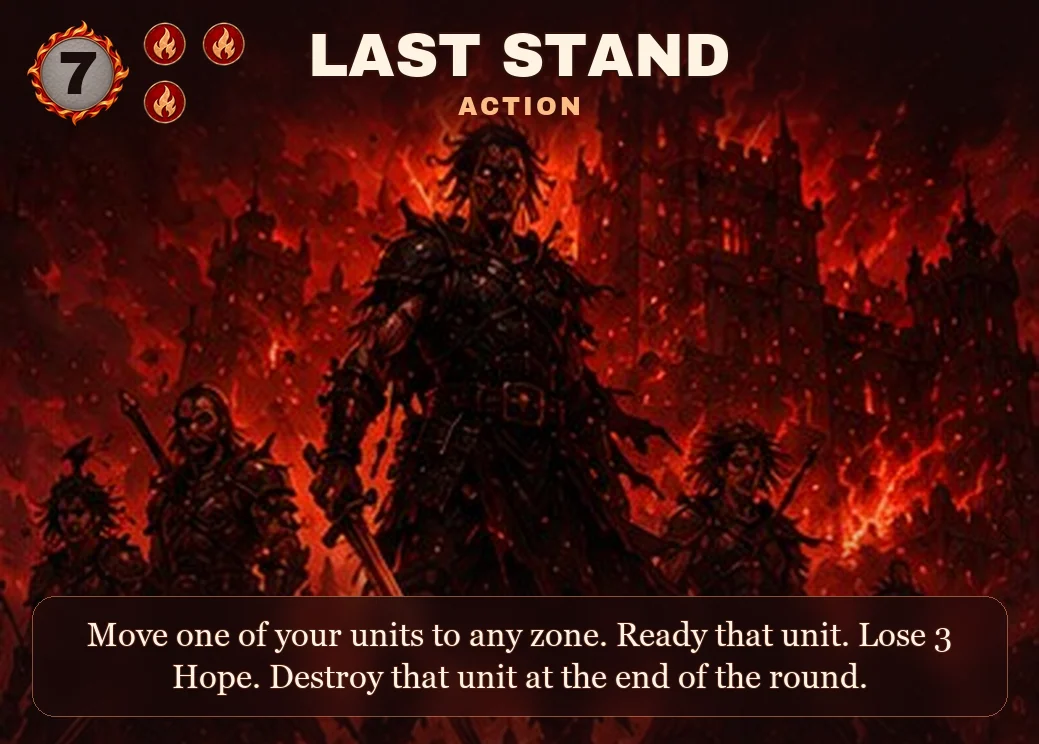 7
LAST STAND
ACTION
Move one of your units to any zone. Ready that unit. Lose 3
Hope. Destroy that unit at the end of the round.